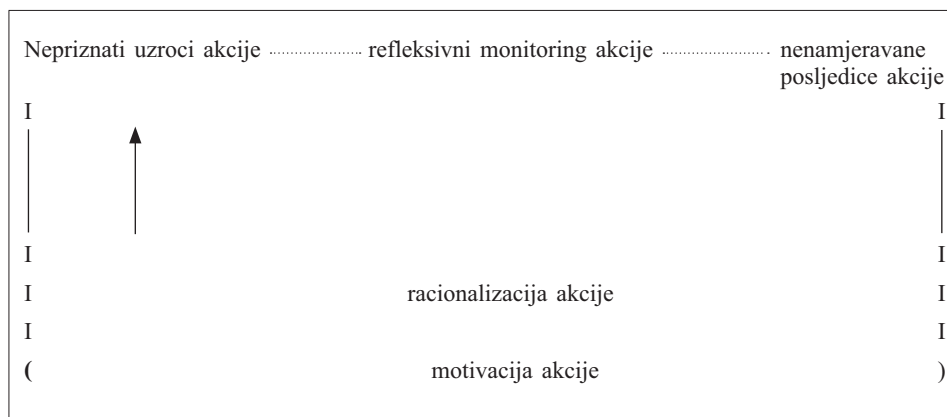 Nepriznati uzroci akcije ........................ refleksivni monitoring akcije ........................... nenamjeravane
posljedice akcije
I I
I I
I racionalizacija akcije I
I I
( motivacija akcije )